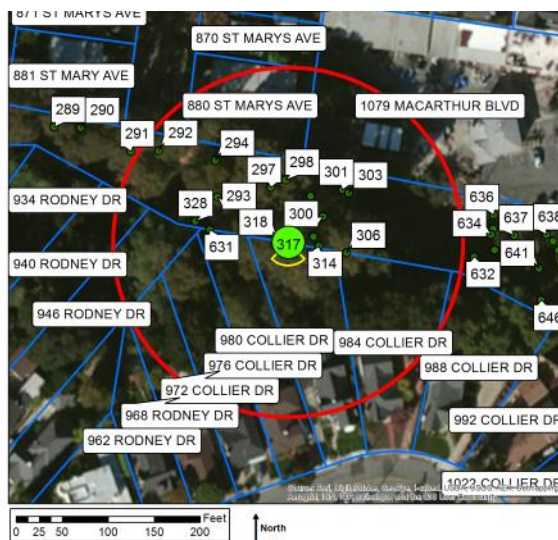 871 ST MARYS AVE
870 ST MARYS AVE
881 ST MARY AVE
880 ST MARYS AVE
1079 MACARTHUR BLVD
289
290
291
292
294
297
298
301
303
934 RODNEY DR
328
293
318
300
636
634
637
638
631
317
314
306
632
641
940 RODNEY DR
946 RODNEY DR
646
980 COLLIER DR
984 COLLIER DR
976 COLLIER DR
988 COLLIER DR
972 COLLIER DR
968 RODNEY DR
992 COLLIER DR
962 RODNEY DR
1022 COLLIER DR
Feet
0 25 50 100 150 200
North